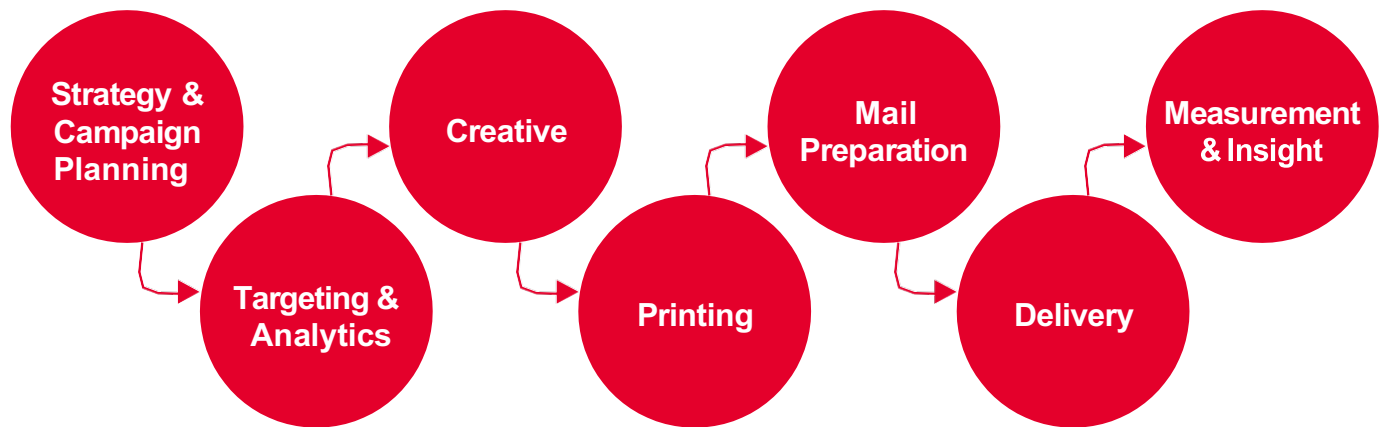 Strategy &
Campaign
Planning
Targeting &
Analytics
Creative
Printing
Mail
Preparation
Delivery
Measurement
& Insight